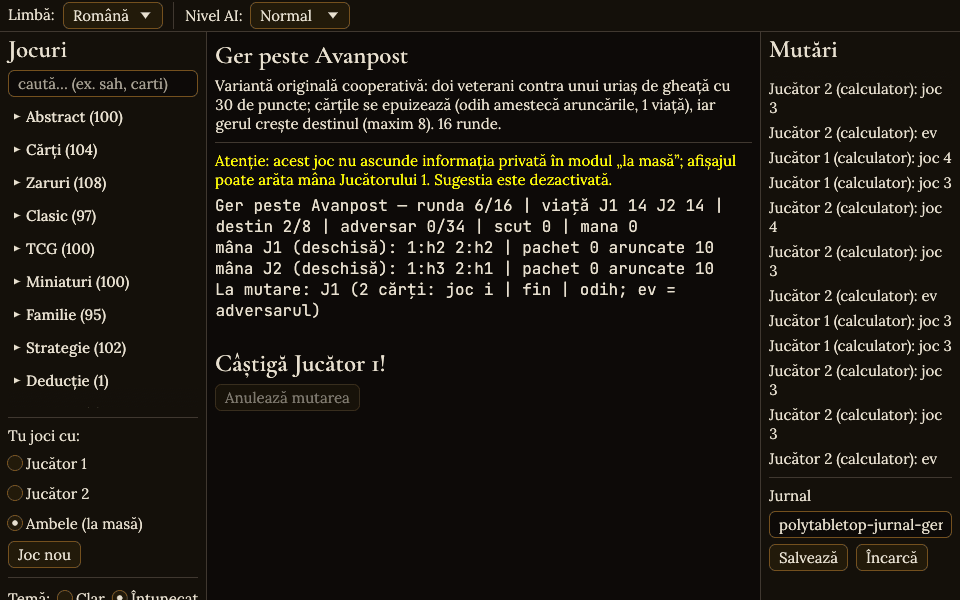 Limbă:
Română ▼
Nivel AI:
Normal ▼
Jocuri
caută... (ex. sah, carti)
▸ Abstract (100)
▸ Cărți (104)
▸ Zaruri (108)
▸ Clasic (97)
▸ TCG (100)
▸ Miniaturi (100)
▸ Familie (95)
▸ Strategie (102)
▸ Deducție (1)
Tu joci cu:
Jucător 1
Jucător 2
Ambele (la masă)
Joc nou
Temă:
Clar
Întunecat
Ger peste Avanpost
Variantă originală cooperativă: doi veterani contra unui uriaș de gheață cu
30 de puncte; cărțile se epuizează (odih amestecă aruncările, 1 viață), iar
gerul crește destinul (maxim 8). 16 runde.
Atenție: acest joc nu ascunde informația privată în modul „la masă”; afișajul
poate arăta mâna Jucătorului 1. Sugestia este dezactivată.
Ger peste Avanpost — runda 6/16 | viață J1 14 J2 14 |
destin 2/8 | adversar 0/34 | scut 0 | mana 0
mâna J1 (deschisă): 1:h2 2:h2 | pachet 0 aruncate 10
mâna J2 (deschisă): 1:h3 2:h1 | pachet 0 aruncate 10
La mutare: J1 (2 cărți: joc i | fin | odih; ev =
adversarul)
Câștigă Jucător 1!
Anulează mutarea
Mutări
Jucător 2 (calculator): joc
3
Jucător 2 (calculator): ev
Jucător 1 (calculator): joc 4
Jucător 1 (calculator): joc 3
Jucător 2 (calculator): joc
4
Jucător 2 (calculator): joc
3
Jucător 2 (calculator): ev
Jucător 1 (calculator): joc 3
Jucător 1 (calculator): joc 3
Jucător 2 (calculator): joc
3
Jucător 2 (calculator): joc
3
Jucător 2 (calculator): ev
Jurnal
polytabletop-jurnal-ger
Salvează
Încarcă